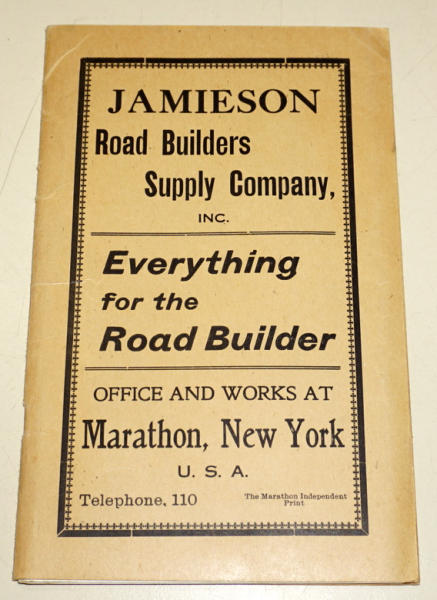 JAMIESON
Road Builders
Supply Company,
INC.
Everything
for the
Road Builder
OFFICE AND WORKS AT
Marathon, New York
U. S. A.
Telephone, 110
The Marathon Independent
Print